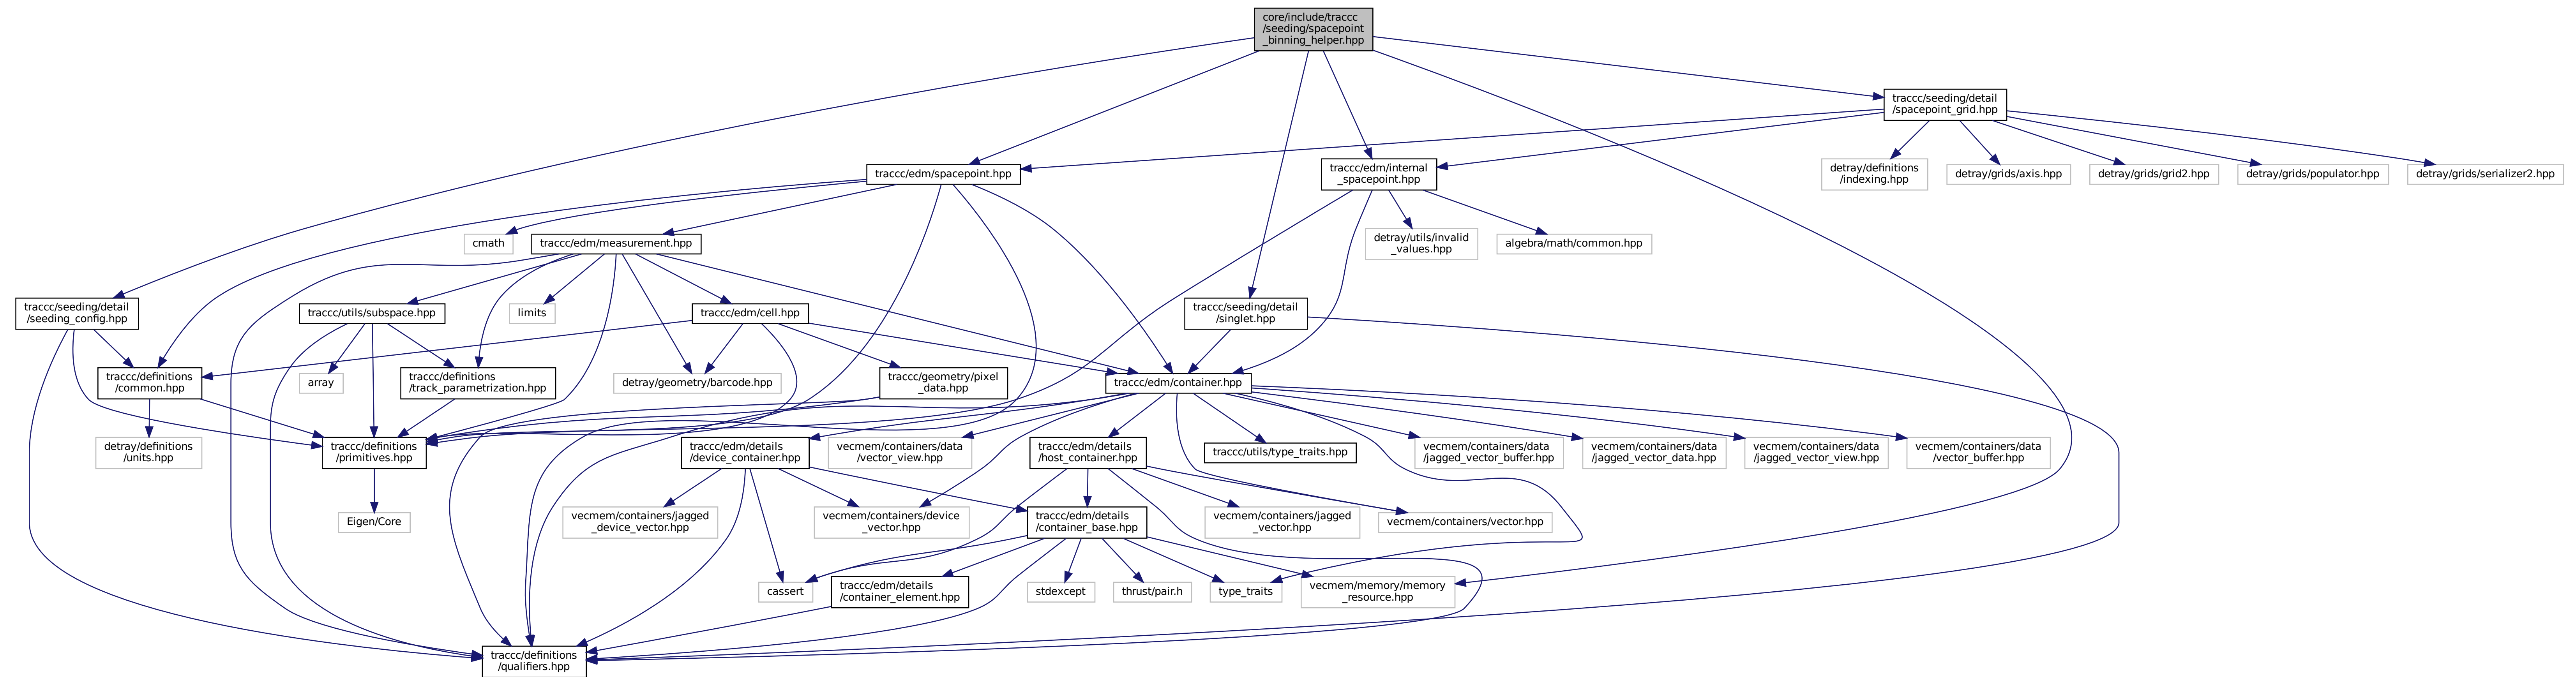 core/include/traccc
/seeding/spacepoint
_binning_helper.hpp
traccc/seeding/detail
/spacepoint_grid.hpp
traccc/edm/spacepoint.hpp
traccc/edm/internal
_spacepoint.hpp
detray/definitions
/indexing.hpp
detray/grids/axis.hpp
detray/grids/grid2.hpp
detray/grids/populator.hpp
detray/grids/serializer2.hpp
cmath
traccc/edm/measurement.hpp
detray/utils/invalid
_values.hpp
algebra/math/common.hpp
traccc/seeding/detail
/seeding_config.hpp
traccc/utils/subspace.hpp
limits
traccc/edm/cell.hpp
traccc/seeding/detail
/singlet.hpp
traccc/definitions
/common.hpp
array
traccc/definitions
/track_parametrization.hpp
detray/geometry/barcode.hpp
traccc/geometry/pixel
_data.hpp
traccc/edm/container.hpp
detray/definitions
/units.hpp
traccc/definitions
/primitives.hpp
traccc/edm/details
/device_container.hpp
vecmem/containers/data
/vector_view.hpp
traccc/edm/details
/host_container.hpp
traccc/utils/type_traits.hpp
vecmem/containers/data
/jagged_vector_buffer.hpp
vecmem/containers/data
/jagged_vector_data.hpp
vecmem/containers/data
/jagged_vector_view.hpp
vecmem/containers/data
/vector_buffer.hpp
Eigen/Core
vecmem/containers/jagged
_device_vector.hpp
vecmem/containers/device
_vector.hpp
traccc/edm/details
/container_base.hpp
vecmem/containers/jagged
_vector.hpp
vecmem/containers/vector.hpp
cassert
traccc/edm/details
/container_element.hpp
stdexcept
thrust/pair.h
type_traits
vecmem/memory/memory
_resource.hpp
traccc/definitions
/qualifiers.hpp